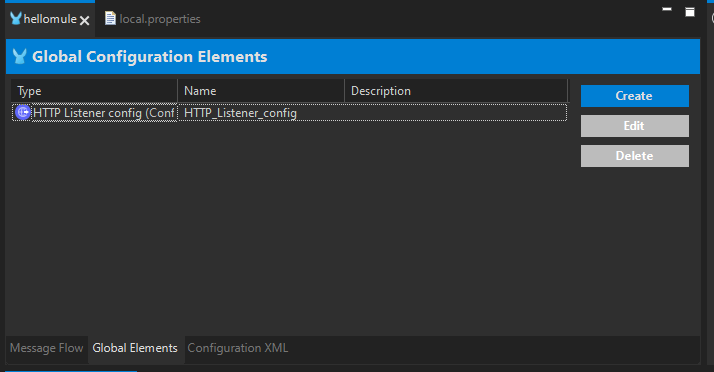 hellomule
local.properties
Global Configuration Elements
Type Name Description
HTTP Listener config (Conf HTTP_Listener_config
Create
Edit
Delete
Message Flow Global Elements Configuration XML